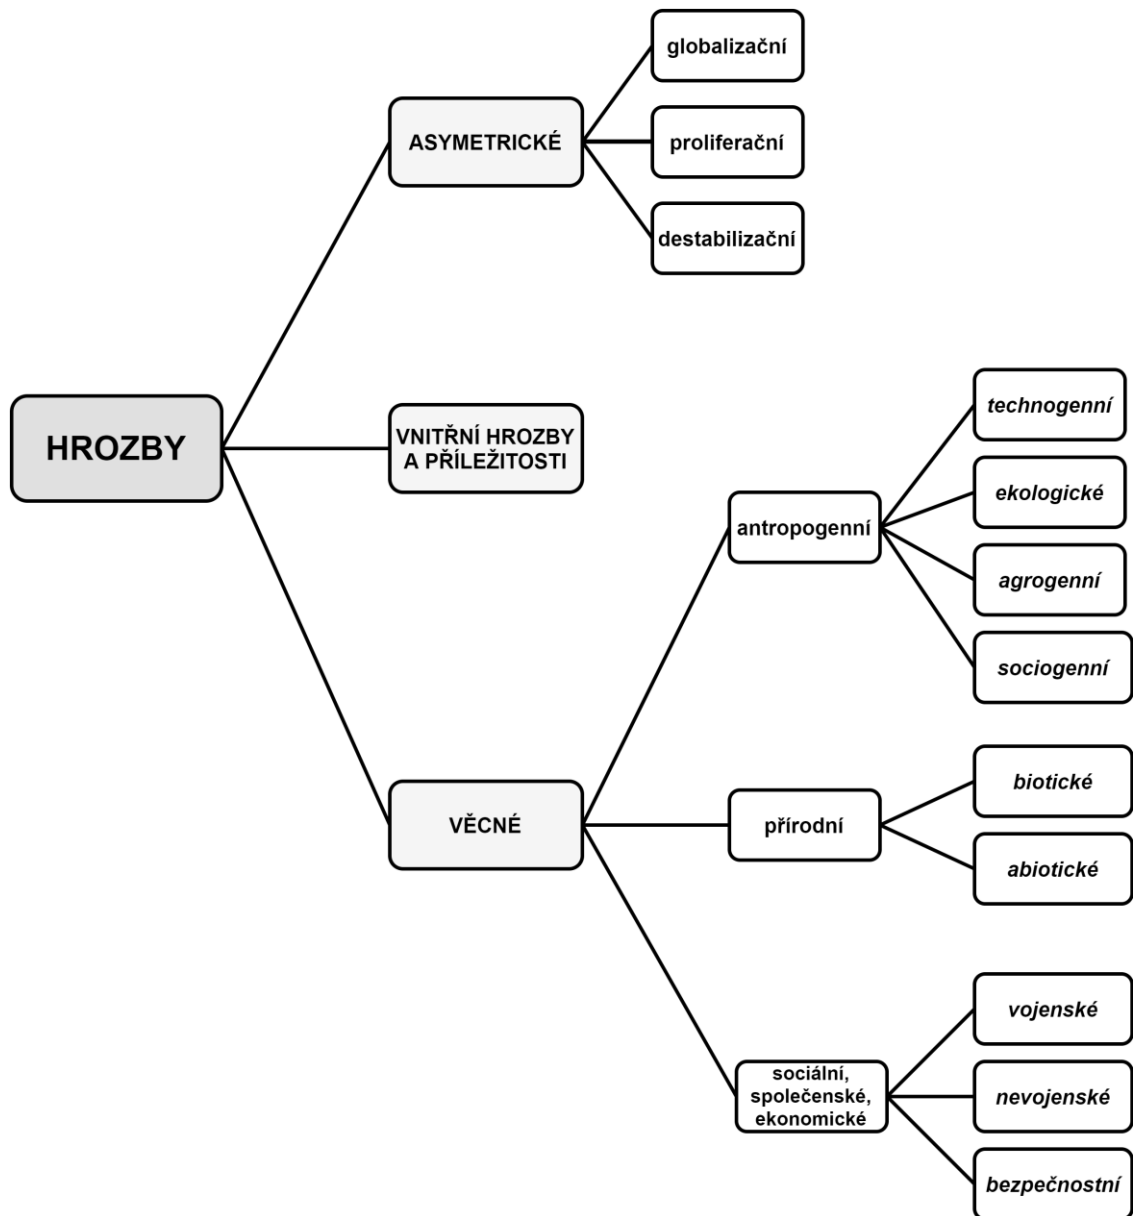 globalizační
ASYMETRICKÉ
proliferační
destabilizační
HROZBY
VNITŘNÍ HROZBY
A PŘÍLEŽITOSTI
technogenní
ekologické
antropogenní
agrogenní
sociogenní
VĚCNÉ
přírodní
biotické
abiotické
sociální,
společenské,
ekonomické
vojenské
nevojenské
bezpečnostní